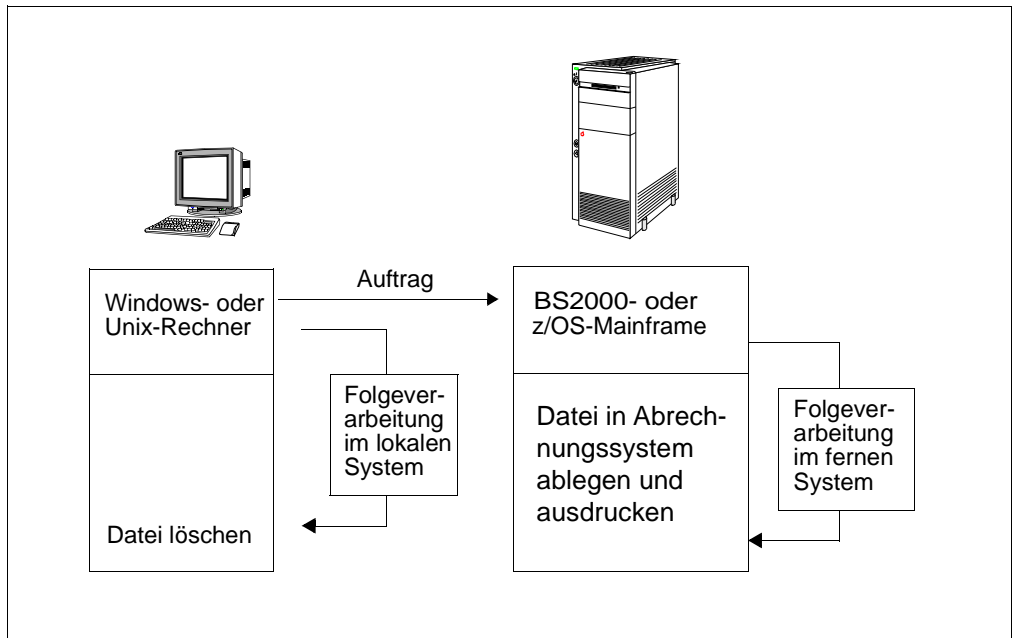 Auftrag
Windows- oder
Unix-Rechner
BS2000- oder
z/OS-Mainframe
Folgever-
arbeitung
im lokalen
System
Datei löschen
Datei in Abrech-
nungssystem
ablegen und
ausdrucken
Folgever-
arbeitung
im fernen
System